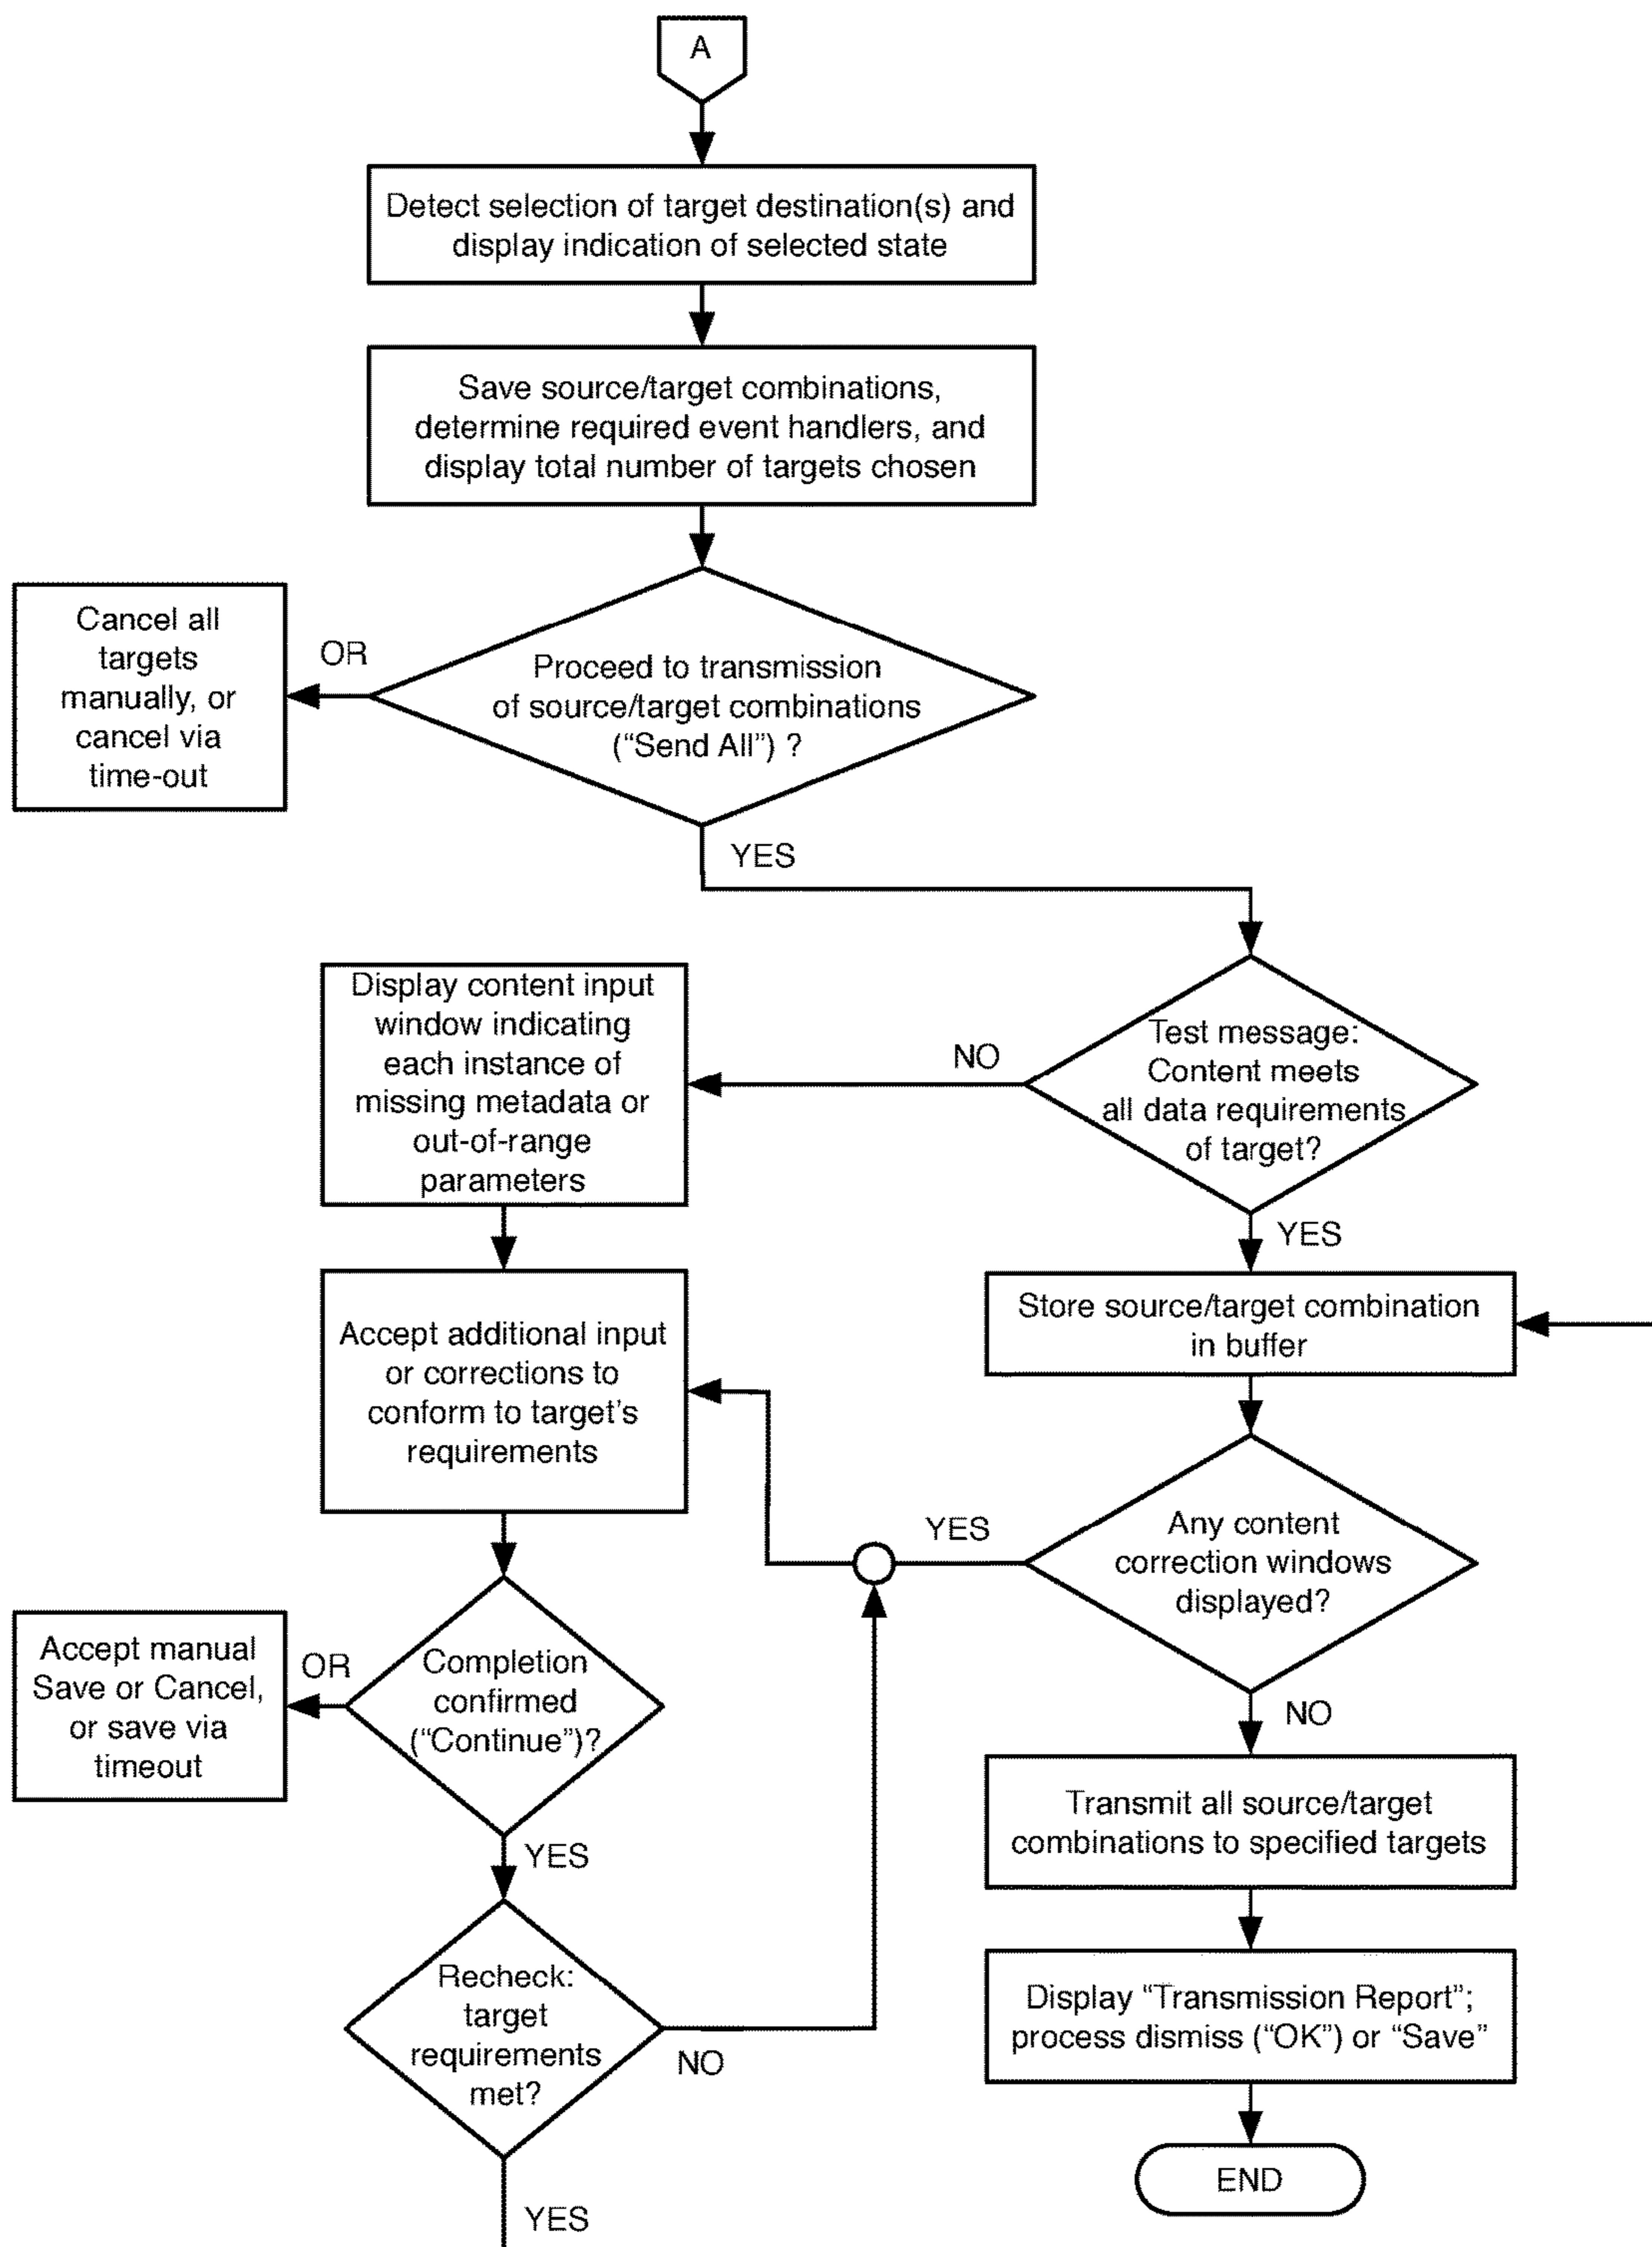 A
Detect selection of target destination(s) and
display indication of selected state
Save source/target combinations,
determine required event handlers, and
display total number of targets chosen
Cancel all
targets
manually, or
cancel via
time-out
OR
Proceed to transmission
of source/target combinations
(“Send All”) ?
YES
Display content input
window indicating
each instance of
missing metadata or
out-of-range
parameters
NO
Test message:
Content meets
all data requirements
of target?
YES
Accept additional input
or corrections to
conform to target’s
requirements
Store source/target combination
in buffer
YES
Any content
correction windows
displayed?
Accept manual
Save or Cancel,
or save via
timeout
OR
Completion
confirmed
(“Continue”)?
NO
YES
Transmit all source/target
combinations to specified targets
Recheck:
target
requirements
met?
NO
Display “Transmission Report”;
process dismiss (“OK”) or “Save”
YES
END